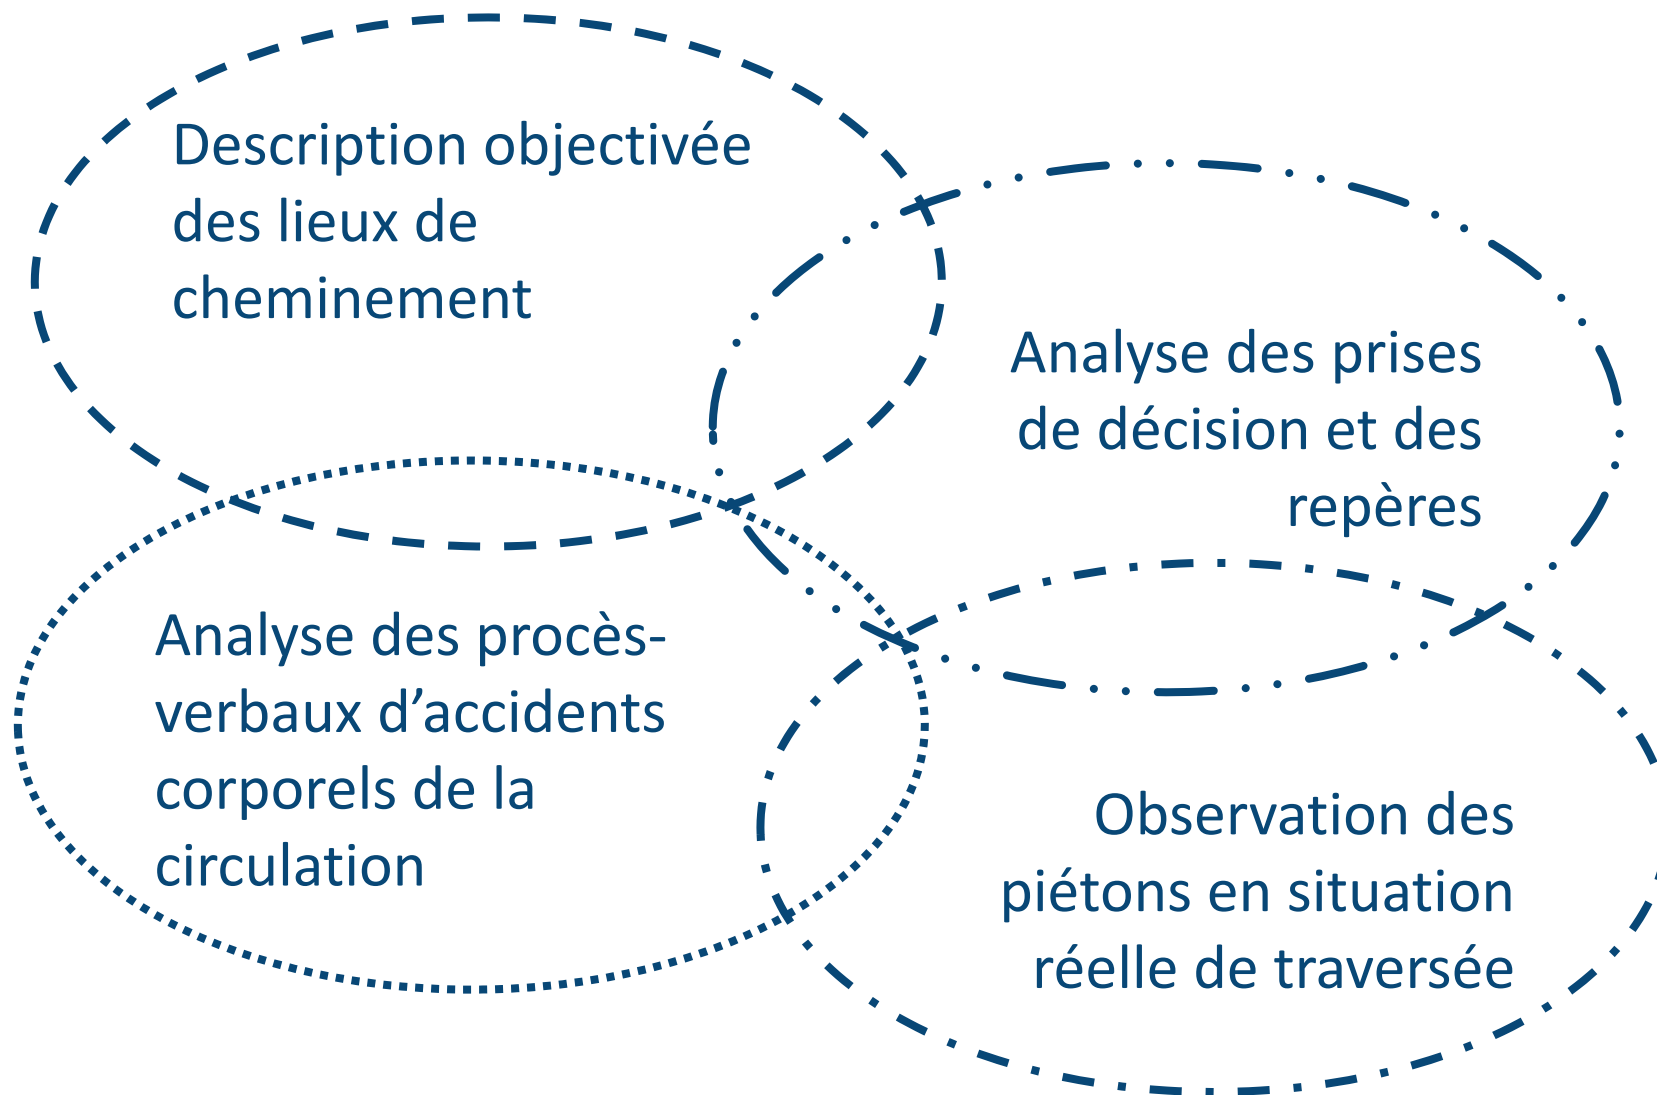 Description objectivée
des lieux de
cheminement
Analyse des prises
de décision et des
repères
Analyse des procès-
verbaux d’accidents
corporels de la
circulation
Observation des
piétons en situation
réelle de traversée